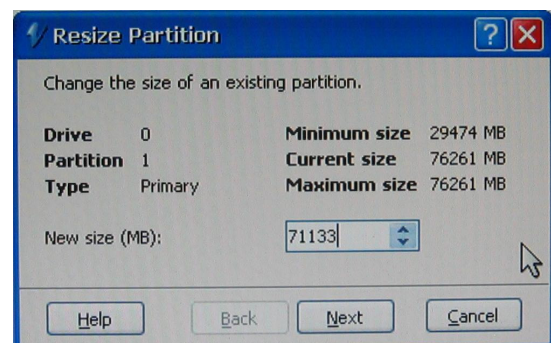 Resize Partition
Change the size of an existing partition.
Drive 0 Minimum size 29474 MB
Partition 1 Current size 76261 MB
Type Primary Maximum size 76261 MB
New size (MB): 71133
Help Back Next Cancel